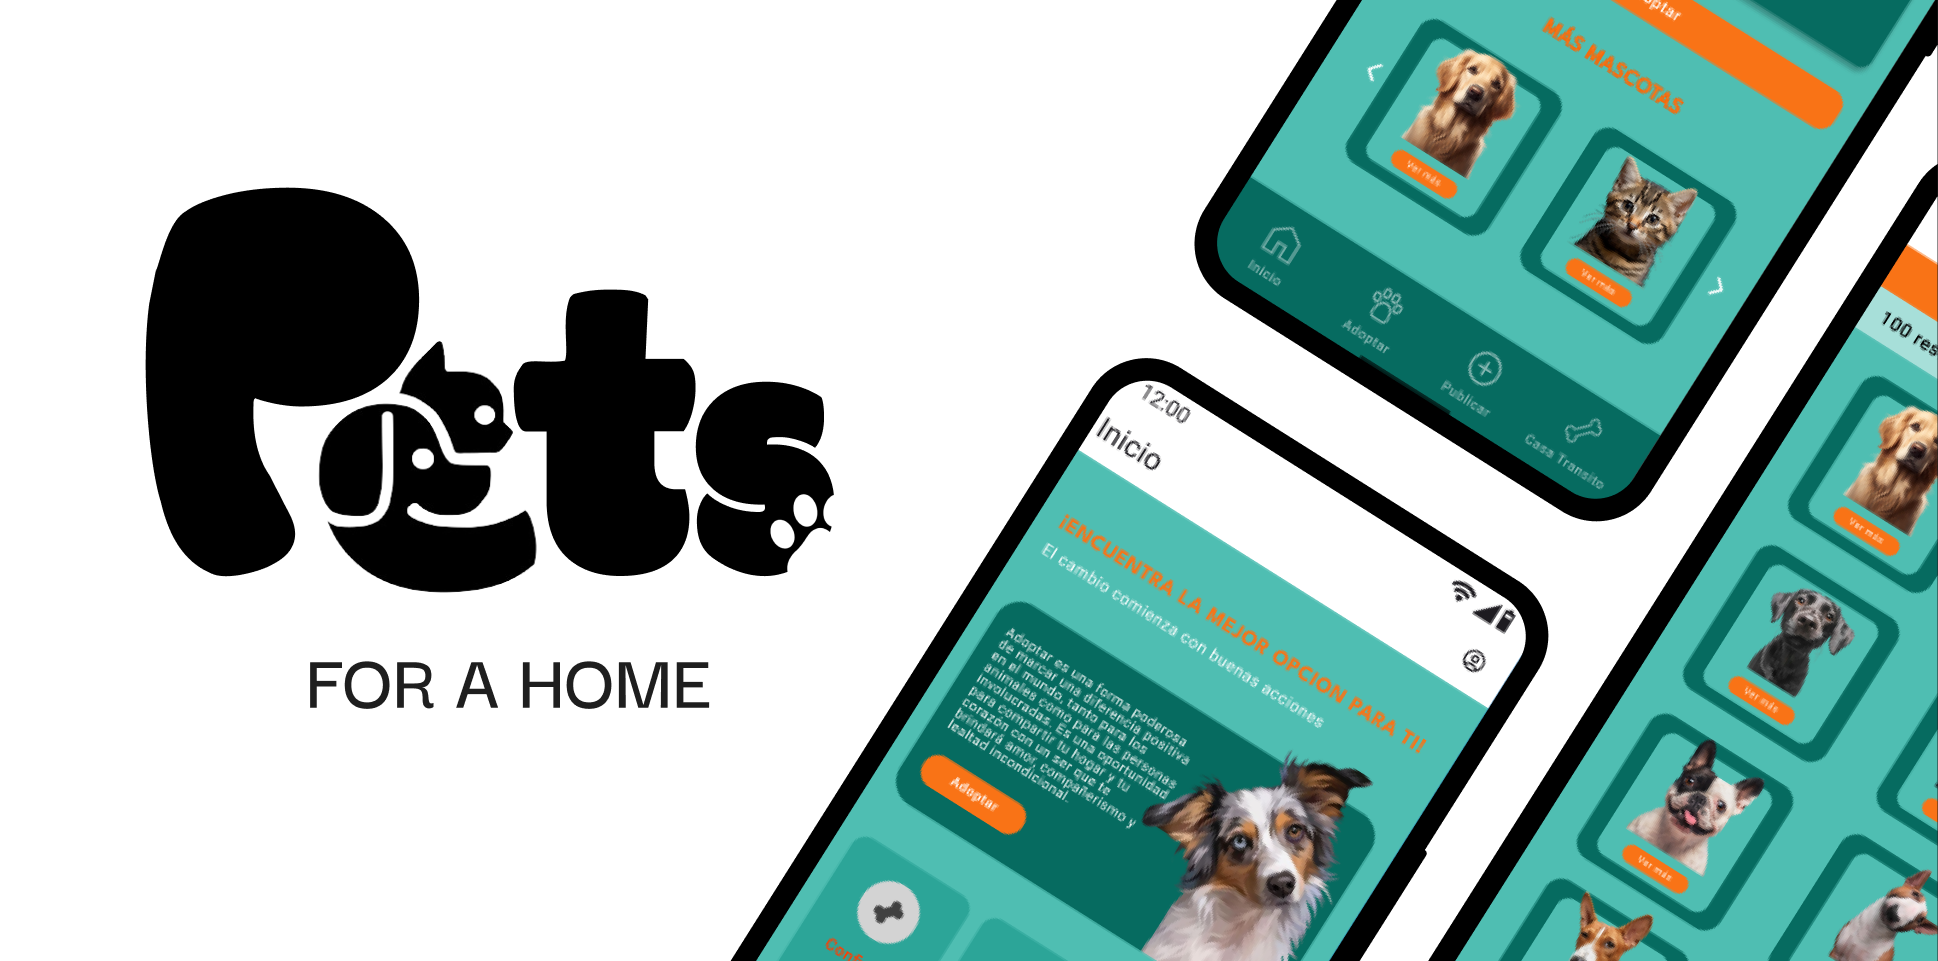 Pets
FOR A HOME
Adoptar
MÁS MASCOTAS
Ver más
Ver más
Inicio
Adoptar
Publicar
Casa Transito
12:00
Inicio
¡ENCUENTRA LA MEJOR OPCION PARA TI!
El cambio comienza con buenas acciones
Adoptar es una forma poderosa
de marcar una diferencia positiva
en el mundo, tanto para los
animales como para las personas
involucradas. Es una oportunidad
para compartir tu hogar y tu
corazón con un ser que te
brindará amor, compañerismo y
lealtad incondicional.
Adoptar
Conf
100 res
Ver más
Ver más
Ver más